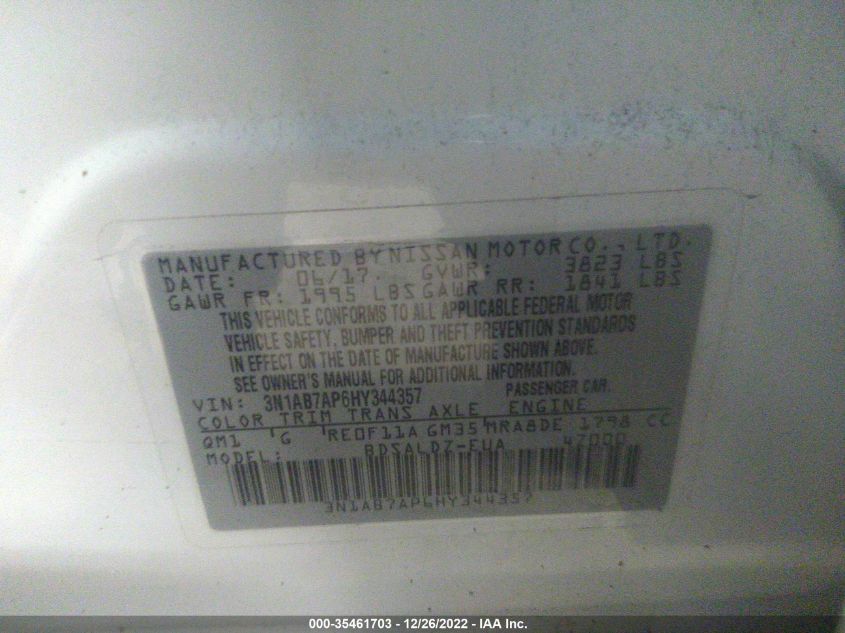 MANUFACTURED BY NISSAN MOTOR CO., LTD.
DATE: 06/17 GVWR: 3823 LBS
GAWR FR: 1995 LBS GAWR RR: 1841 LBS
THIS VEHICLE CONFORMS TO ALL APPLICABLE FEDERAL MOTOR
VEHICLE SAFETY, BUMPER AND THEFT PREVENTION STANDARDS
IN EFFECT ON THE DATE OF MANUFACTURE SHOWN ABOVE.
SEE OWNER'S MANUAL FOR ADDITIONAL INFORMATION.
VIN: 3N1AB7AP6HY344357 PASSENGER CAR.
COLOR TRIM TRANS AXLE ENGINE
QM1 G RE0F11A GM35 MRA8DE 1798 CC
MODEL: BDSALDZ-EUA 47000
3N1AB7AP6HY344357
000-35461703 - 12/26/2022 - IAA Inc.